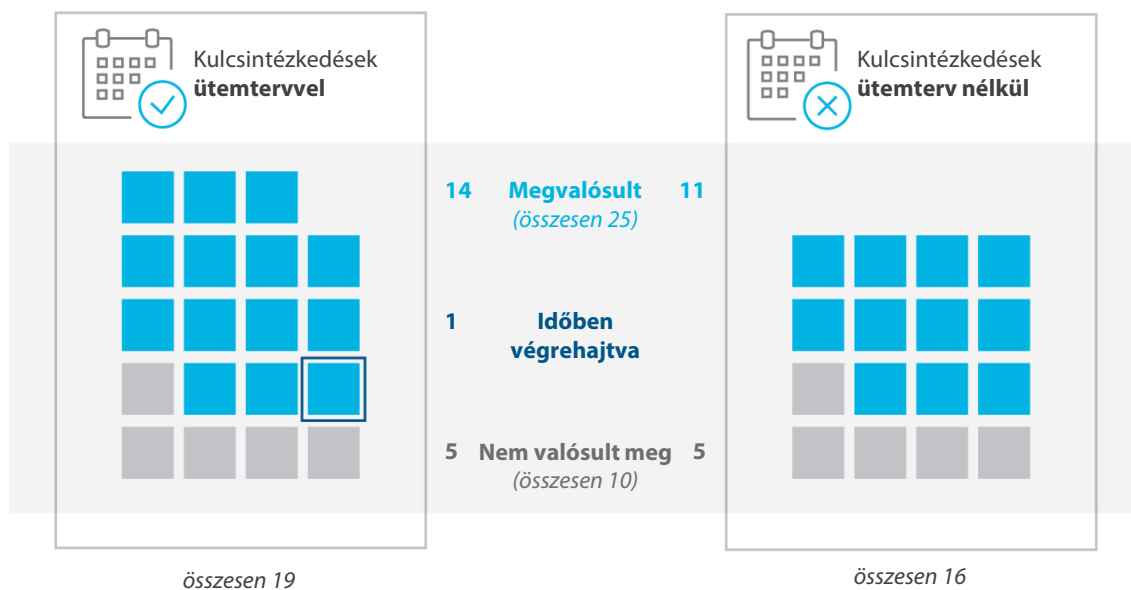 Kulcsintézkedések
ütemtervvel
Kulcsintézkedések
ütemterv nélkül
14 Megvalósult 11
(összesen 25)
1 Időben
végrehajtva
5 Nem valósult meg 5
(összesen 10)
összesen 19
összesen 16